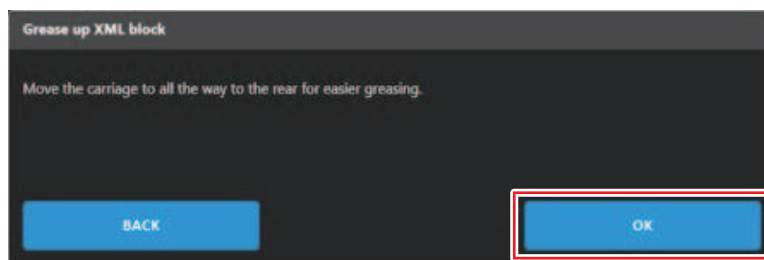 Grease up XML block
Move the carriage to all the way to the rear for easier greasing.
BACK
OK